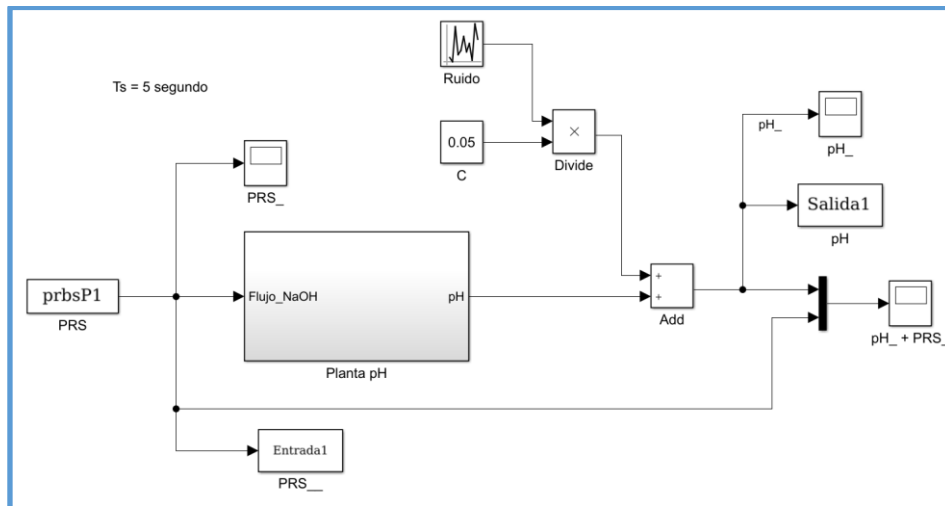 Ruido
Ts = 5 segundo
0.05
C
×
Divide
pH_
pH_
PRS_
Salida1
pH
prbsP1
PRS
Flujo_NaOH
pH
Planta pH
+
+
Add
pH_ + PRS_
Entrada1
PRS__